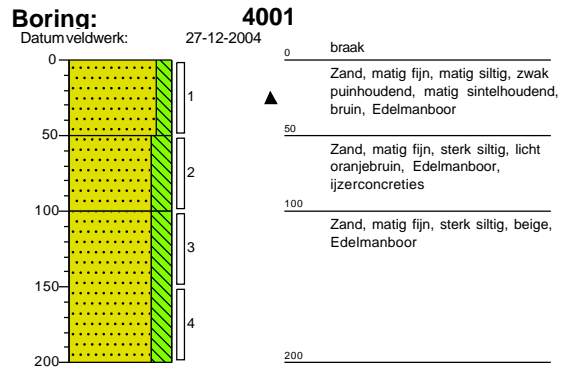 Boring: 4001
Datum veldwerk: 27-12-2004
0
50
100
150
200
1
2
3
4
0 braak
Zand, matig fijn, matig siltig, zwak
puinhoudend, matig sintelhoudend,
bruin, Edelmanboor
50
Zand, matig fijn, sterk siltig, licht
oranjebruin, Edelmanboor,
ijzerconcreties
100
Zand, matig fijn, sterk siltig, beige,
Edelmanboor
200